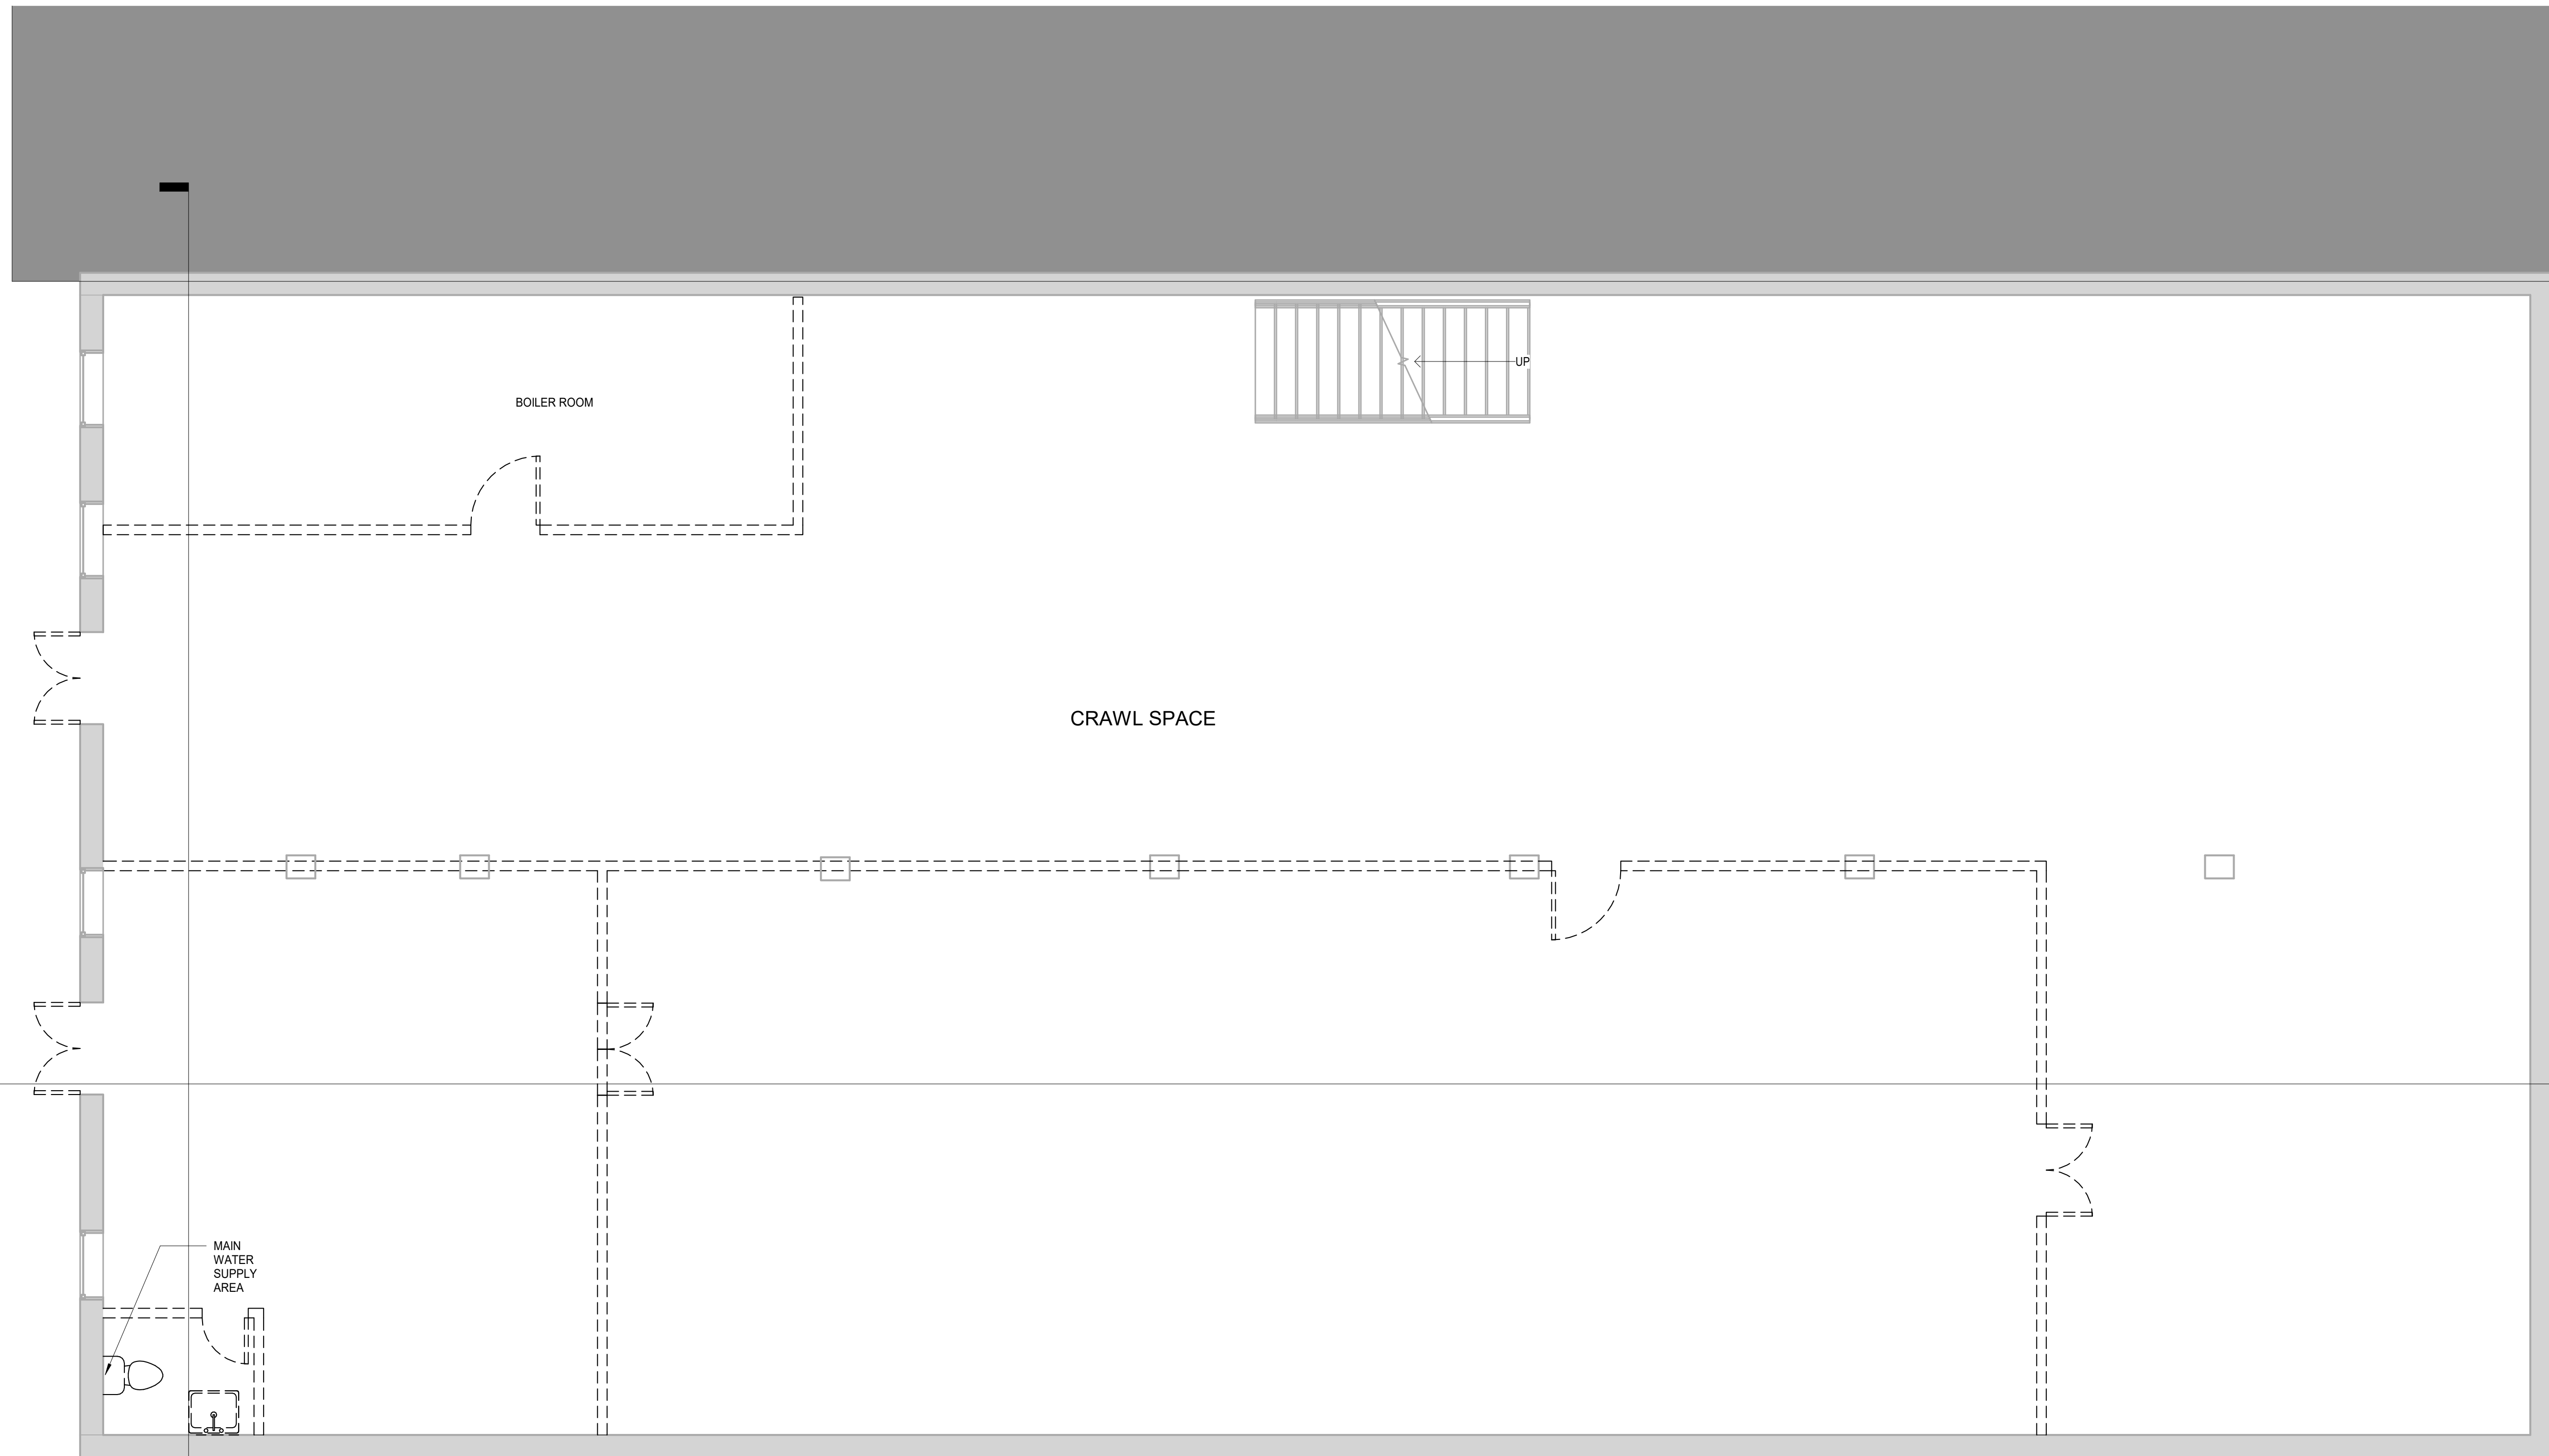 UP
BOILER ROOM
CRAWL SPACE
MAIN
WATER
SUPPLY
AREA